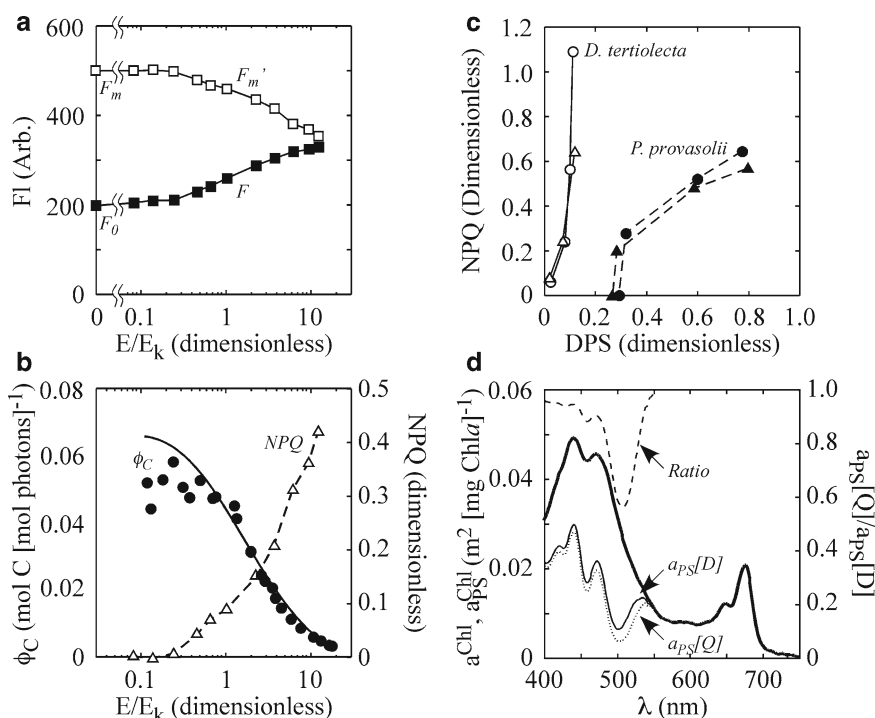 a
600
400
200
0
Fl (Arb.)
F_m
F_m'
F_0
F
0 0.1 1 10
E/E_k (dimensionless)
c
1.2
1.0
0.8
0.6
0.4
0.2
0
NPQ (Dimensionless)
D. tertiolecta
P. provasolii
0 0.2 0.4 0.6 0.8 1.0
DPS (dimensionless)
b
0.08
0.06
0.04
0.02
0
ϕ_C (mol C [mol photons]⁻¹)
ϕ_C
NPQ
0.5
0.4
0.3
0.2
0.1
0
NPQ (dimensionless)
0.1 1 10
E/E_k (dimensionless)
d
0.06
0.04
0.02
0
a^Chl, a_PS^Chl (m² [mg Chla]⁻¹)
Ratio
a_PS[D]
a_PS[Q]
1.0
0.8
0.6
0.4
0.2
0
a_PS[Q]/a_PS[D]
400 500 600 700
λ (nm)